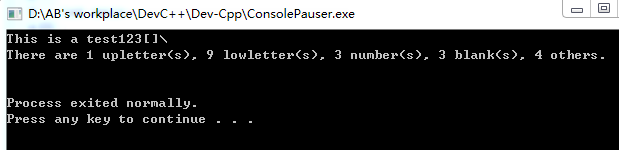 D:\AB's workplace\DevC++\Dev-Cpp\ConsolePauser.exe
This is a test123[]\
There are 1 upletter(s), 9 lowletter(s), 3 number(s), 3 blank(s), 4 others.
Process exited normally.
Press any key to continue . . .